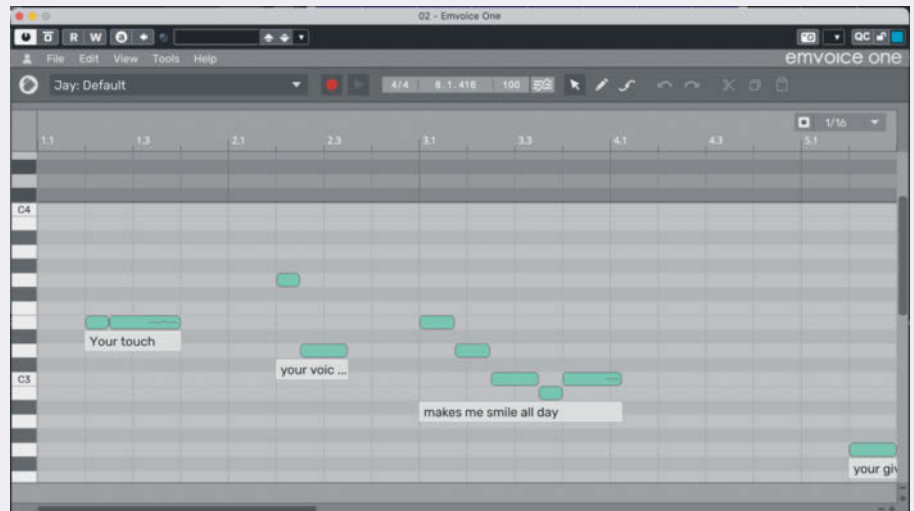 02 - Emvoice One
R W QC
File Edit View Tools Help
emvoice one
Jay: Default 4/4 8.1.416 100
1/16
1.1 1.3 2.1 2.3 3.1 3.3 4.1 4.3 5.1
C4
Your touch
your voic ...
C3
makes me smile all day
your giv